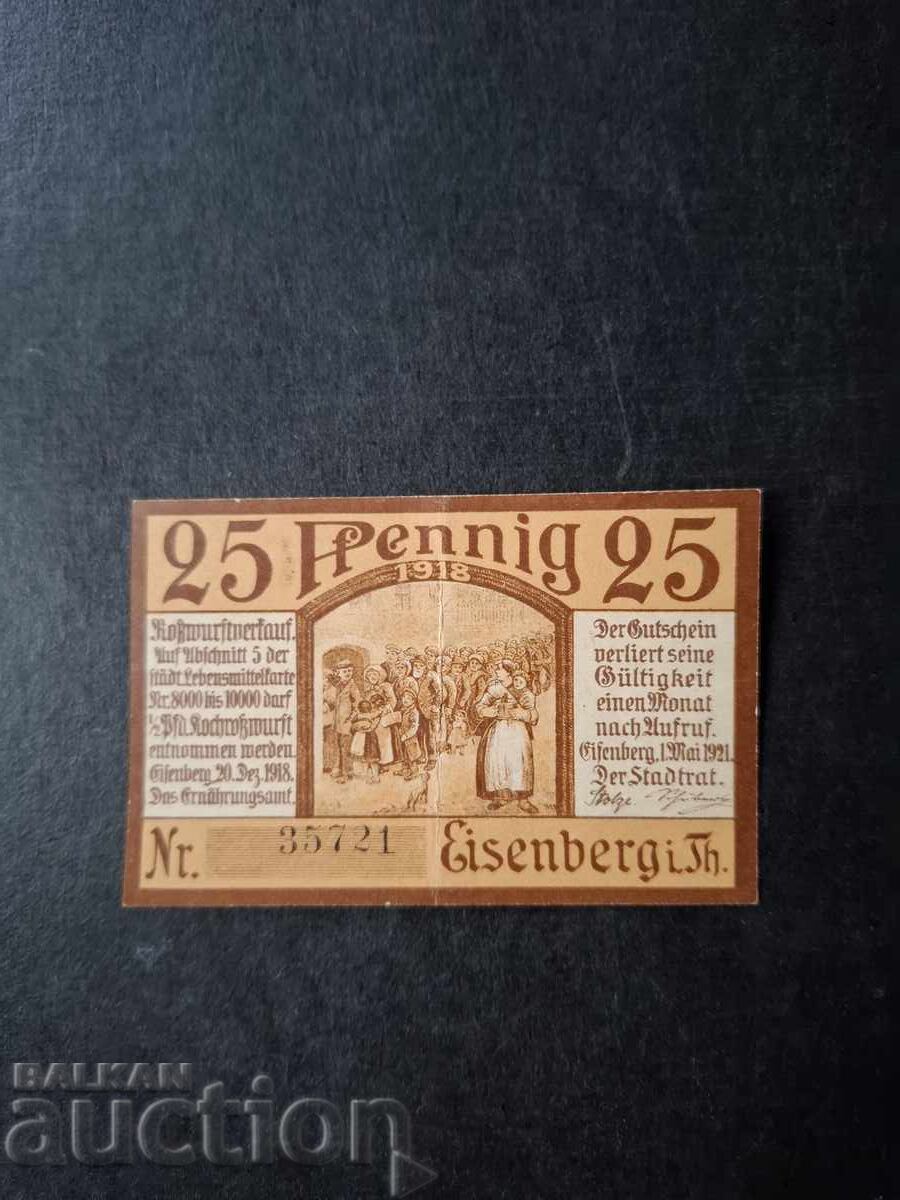 25 Pfennig 25
1918
Roßwurstverkauf.
Auf Abschnitt 5 der
städt. Lebensmittelkarte
Nr. 8000 bis 10000 darf
½ Pfd. Kochroßwurst
entnommen werden.
Eisenberg 20. Dez. 1918.
Das Ernährungsamt.
Der Gutschein
verliert seine
Gültigkeit
einen Monat
nach Aufruf.
Eisenberg, 1. Mai 1921.
Der Stadtrat.
Stolze
Nr. 35721
Eisenberg i. Th.
BALKAN
auction